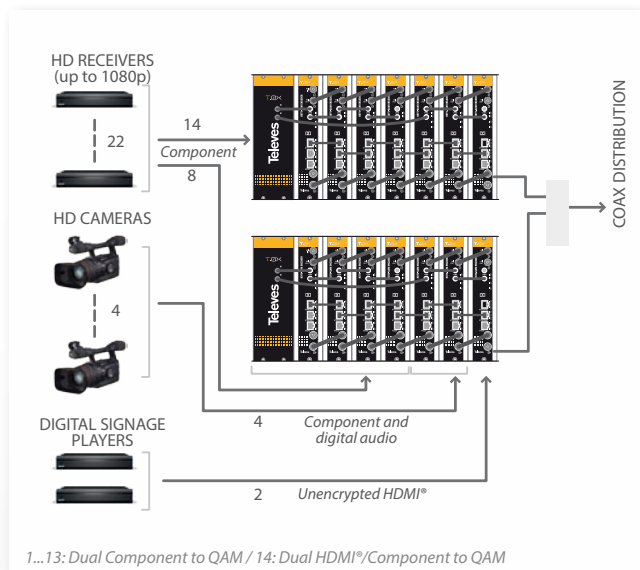 HD RECEIVERS
(up to 1080p)
22
14
Component
8
HD CAMERAS
4
DIGITAL SIGNAGE
PLAYERS
T.OX
Televes
T.OX
Televes
COAX DISTRIBUTION
4
Component and
digital audio
2
Unencrypted HDMI®
1...13: Dual Component to QAM / 14: Dual HDMI®/Component to QAM